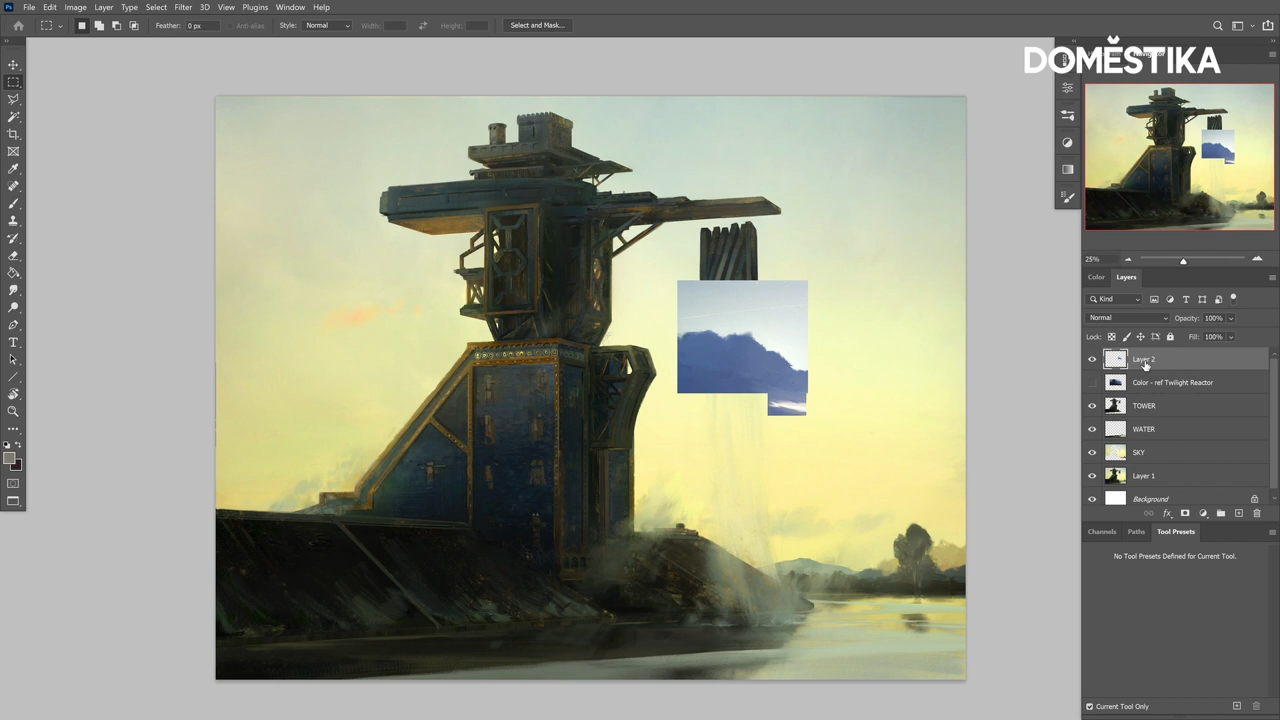 Ps File Edit Image Layer Type Select Filter 3D View Plugins Window Help
Feather: 0 px Anti-alias Style: Normal Width: Height: Select and Mask...
DOMĚSTIKA
25%
Color Layers
Kind
Normal Opacity: 100%
Lock: Fill: 100%
Layer 2
Color - ref Twilight Reactor
TOWER
WATER
SKY
Layer 1
Background
fx
Channels Paths Tool Presets
No Tool Presets Defined for Current Tool.
Current Tool Only